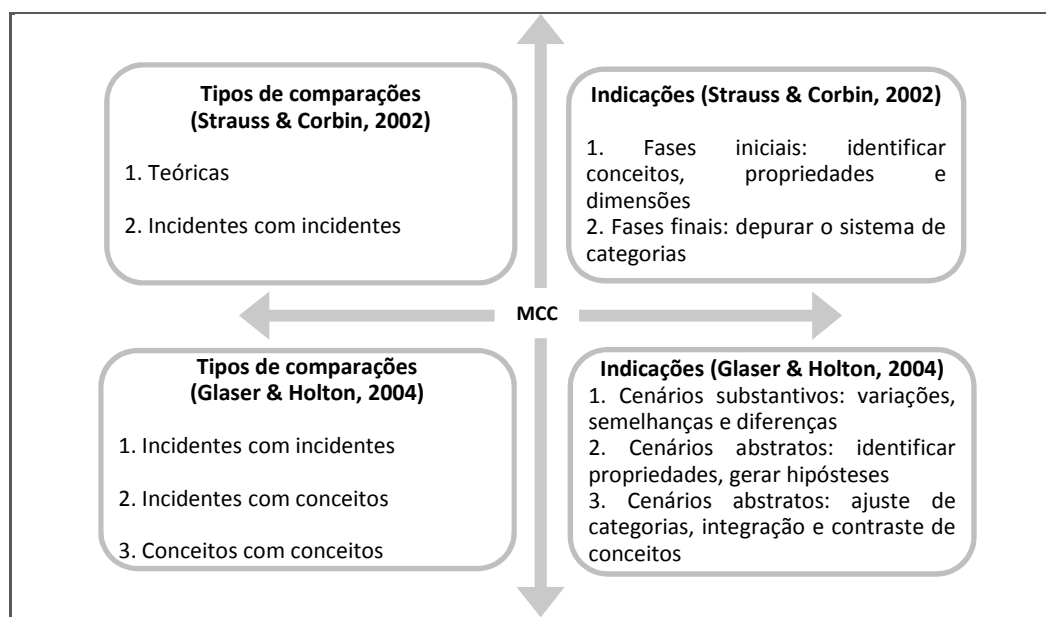 Tipos de comparações
(Strauss & Corbin, 2002)
1. Teóricas
2. Incidentes com incidentes
Indicações (Strauss & Corbin, 2002)
1. Fases iniciais: identificar
conceitos, propriedades e
dimensões
2. Fases finais: depurar o sistema de
categorias
MCC
Tipos de comparações
(Glaser & Holton, 2004)
1. Incidentes com incidentes
2. Incidentes com conceitos
3. Conceitos com conceitos
Indicações (Glaser & Holton, 2004)
1. Cenários substantivos: variações,
semelhanças e diferenças
2. Cenários abstratos: identificar
propriedades, gerar hipósteses
3. Cenários abstratos: ajuste de
categorias, integração e contraste de
conceitos